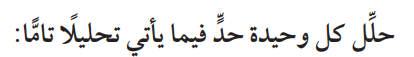 حلِّل كل وحيدة حدٍّ فيما يأتي تحليلًا تامًّا: